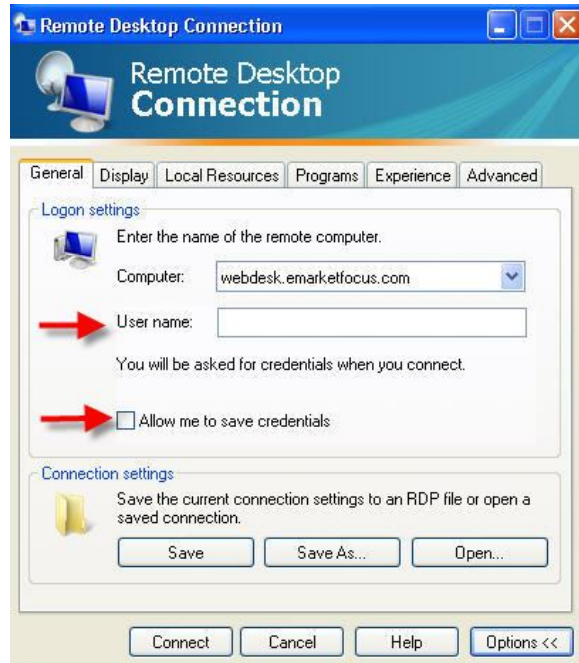 Remote Desktop Connection
Remote Desktop
Connection
General Display Local Resources Programs Experience Advanced
Logon settings
Enter the name of the remote computer.
Computer: webdesk.emarketfocus.com
User name:
You will be asked for credentials when you connect.
Allow me to save credentials
Connection settings
Save the current connection settings to an RDP file or open a
saved connection.
Save Save As... Open...
Connect Cancel Help Options <<